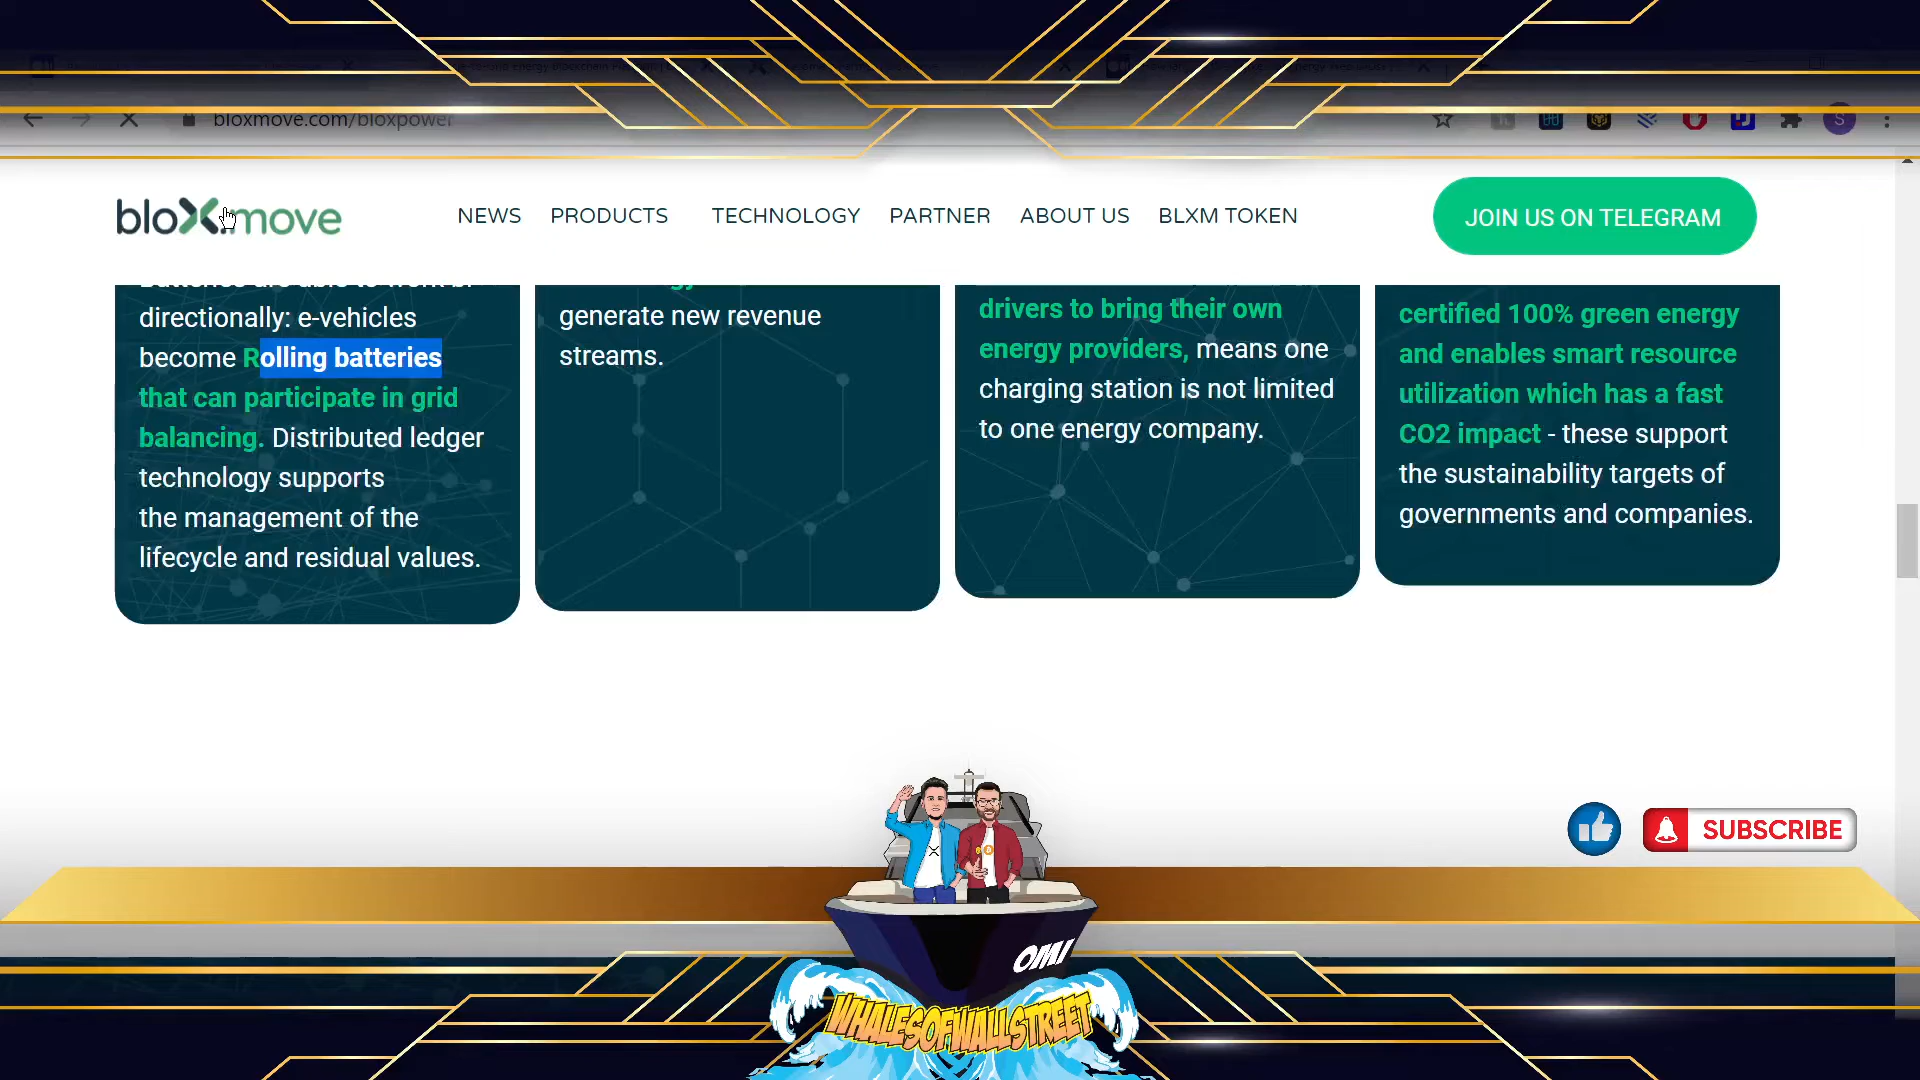 bloxmove.com/bloxpower
S
bloXmove
NEWS PRODUCTS TECHNOLOGY PARTNER ABOUT US BLXM TOKEN
JOIN US ON TELEGRAM
directionally: e-vehicles
become Rolling batteries
that can participate in grid
balancing. Distributed ledger
technology supports
the management of the
lifecycle and residual values.
generate new revenue
streams.
drivers to bring their own
energy providers, means one
charging station is not limited
to one energy company.
certified 100% green energy
and enables smart resource
utilization which has a fast
CO2 impact - these support
the sustainability targets of
governments and companies.
SUBSCRIBE
OMI
WHALESOFWALLSTREET